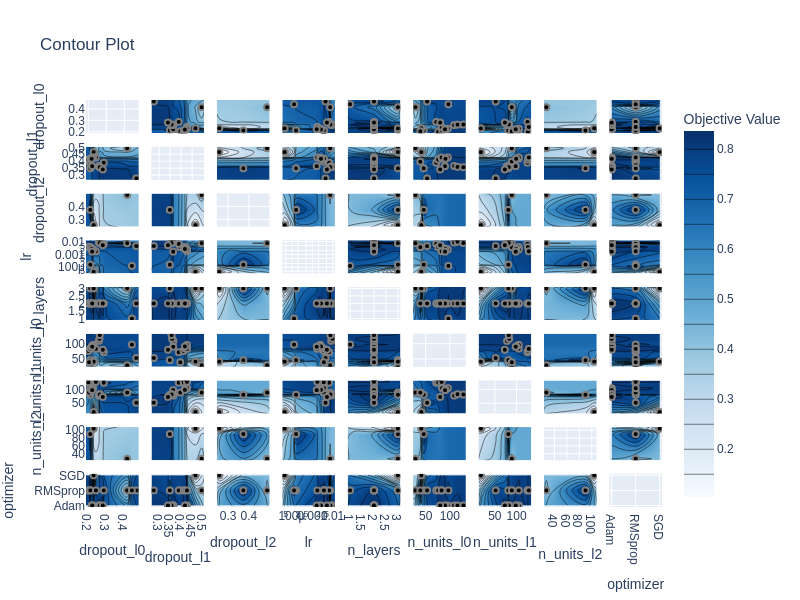 Contour Plot
Objective Value
dropout_l0
0.4
0.3
0.2
dropout_l1
0.5
0.45
0.4
0.35
0.3
dropout_l2
0.4
0.3
lr
0.01
0.001
n_layers
3
2.5
2
1.5
1
n_units_l0
100
50
n_units_l1
100
50
n_units_l2
100
80
60
40
optimizer
SGD
RMSprop
Adam
0.2
0.3
0.4
dropout_l0
0.3
0.35
0.4
0.45
0.5
dropout_l1
0.3
0.4
dropout_l2
lr
1
1.5
2
2.5
3
n_layers
50
100
n_units_l0
50
100
n_units_l1
40
60
80
100
n_units_l2
Adam
RMSprop
SGD
optimizer
0.8
0.7
0.6
0.5
0.4
0.3
0.2